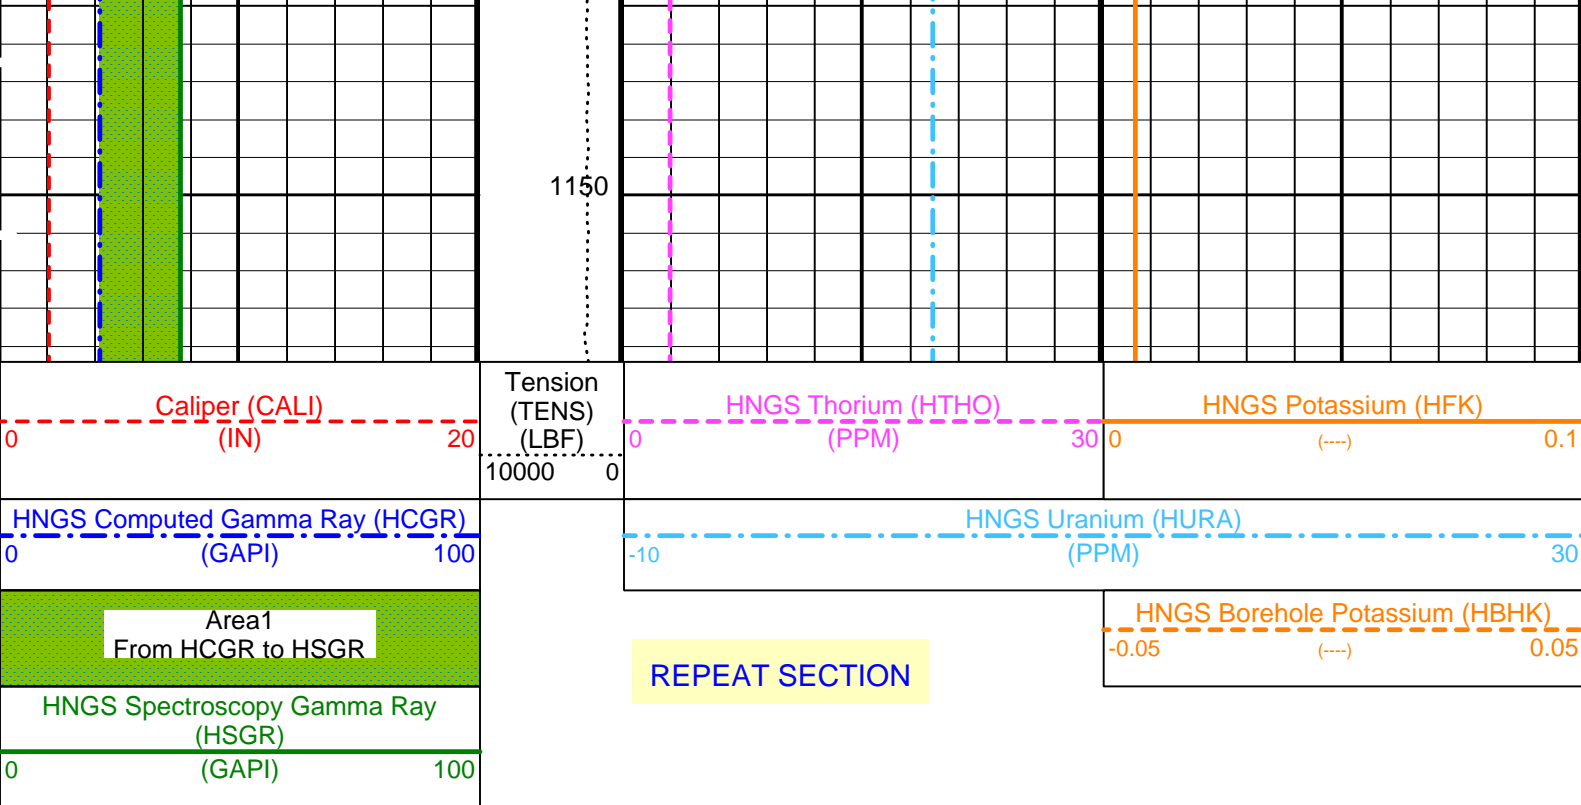 1150
Caliper (CALI)
0 (IN) 20
Tension
(TENS)
(LBF)
10000 0
HNGS Thorium (HTHO)
0 (PPM) 30
HNGS Potassium (HFK)
0 (----) 0.1
HNGS Computed Gamma Ray (HCGR)
0 (GAPI) 100
HNGS Uranium (HURA)
-10 (PPM) 30
Area1
From HCGR to HSGR
HNGS Borehole Potassium (HBHK)
-0.05 (----) 0.05
REPEAT SECTION
HNGS Spectroscopy Gamma Ray
(HSGR)
0 (GAPI) 100